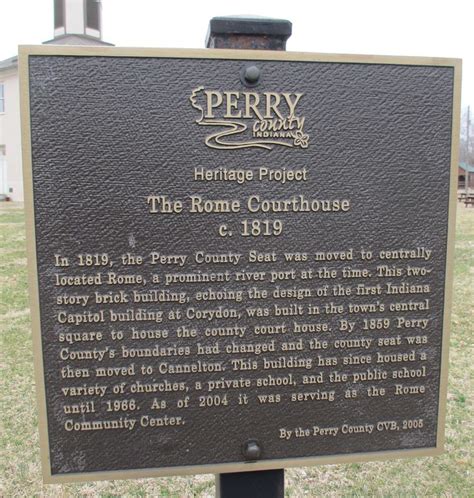 PERRY
county
INDIANA
Heritage Project
The Rome Courthouse
c. 1819
In 1819, the Perry County Seat was moved to centrally
located Rome, a prominent river port at the time. This two-
story brick building, echoing the design of the first Indiana
Capitol building at Corydon, was built in the town's central
square to house the county court house. By 1859 Perry
County's boundaries had changed and the county seat was
then moved to Cannelton. This building has since housed a
variety of churches, a private school, and the public school
until 1966. As of 2004 it was serving as the Rome
Community Center.
By the Perry County CVB, 2005